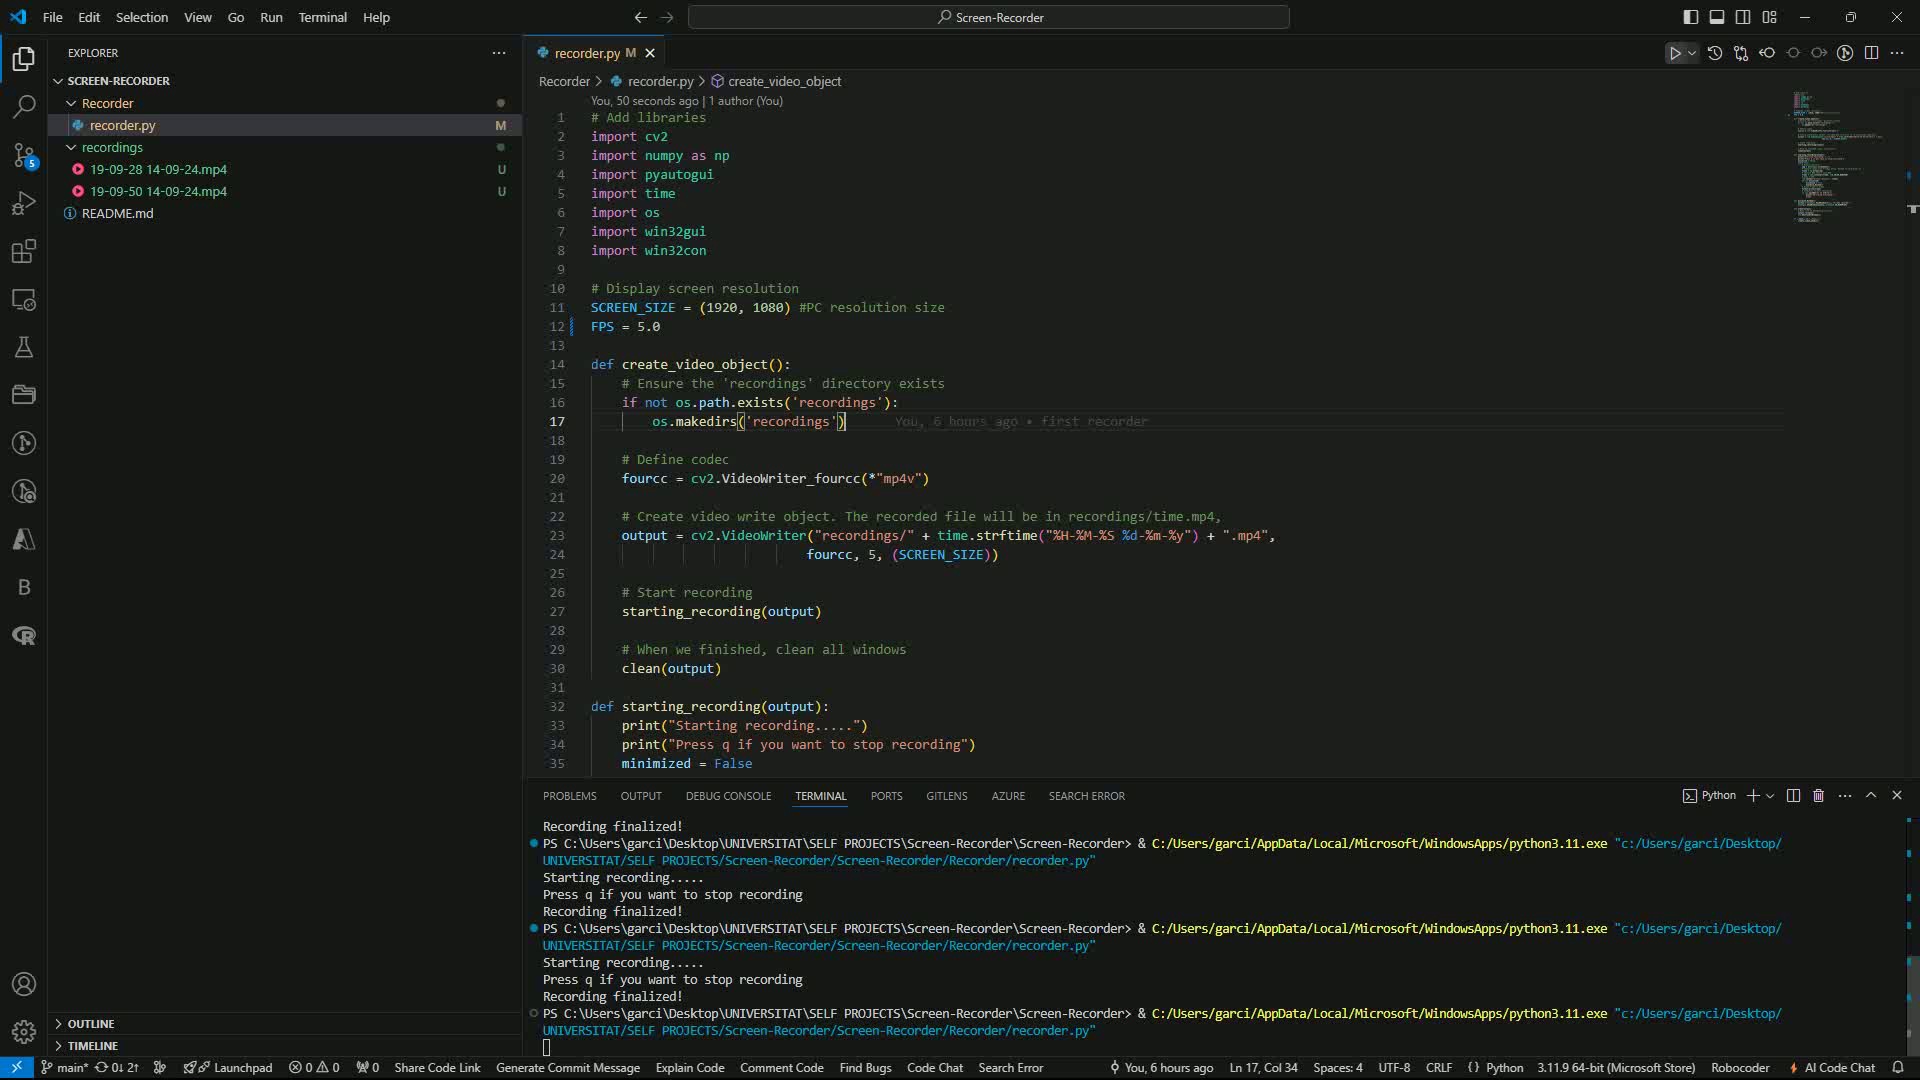 File Edit Selection View Go Run Terminal Help
Screen-Recorder
EXPLORER
SCREEN-RECORDER
Recorder
recorder.py M
recordings
19-09-28 14-09-24.mp4 U
19-09-50 14-09-24.mp4 U
README.md
5
B
OUTLINE
TIMELINE
recorder.py M
Recorder > recorder.py > create_video_object
You, 50 seconds ago | 1 author (You)
1 # Add libraries
2 import cv2
3 import numpy as np
4 import pyautogui
5 import time
6 import os
7 import win32gui
8 import win32con
9
10 # Display screen resolution
11 SCREEN_SIZE = (1920, 1080) #PC resolution size
12 FPS = 5.0
13
14 def create_video_object():
15 # Ensure the 'recordings' directory exists
16 if not os.path.exists('recordings'):
17 os.makedirs('recordings') You, 6 hours ago • first recorder
18
19 # Define codec
20 fourcc = cv2.VideoWriter_fourcc(*"mp4v")
21
22 # Create video write object. The recorded file will be in recordings/time.mp4,
23 output = cv2.VideoWriter("recordings/" + time.strftime("%H-%M-%S %d-%m-%y") + ".mp4",
24 fourcc, 5, (SCREEN_SIZE))
25
26 # Start recording
27 starting_recording(output)
28
29 # When we finished, clean all windows
30 clean(output)
31
32 def starting_recording(output):
33 print("Starting recording.....")
34 print("Press q if you want to stop recording")
35 minimized = False
PROBLEMS OUTPUT DEBUG CONSOLE TERMINAL PORTS GITLENS AZURE SEARCH ERROR
Python
Recording finalized!
PS C:\Users\garci\Desktop\UNIVERSITAT\SELF PROJECTS\Screen-Recorder\Screen-Recorder> & C:/Users/garci/AppData/Local/Microsoft/WindowsApps/python3.11.exe "c:/Users/garci/Desktop/
UNIVERSITAT/SELF PROJECTS/Screen-Recorder/Screen-Recorder/Recorder/recorder.py"
Starting recording.....
Press q if you want to stop recording
Recording finalized!
PS C:\Users\garci\Desktop\UNIVERSITAT\SELF PROJECTS\Screen-Recorder\Screen-Recorder> & C:/Users/garci/AppData/Local/Microsoft/WindowsApps/python3.11.exe "c:/Users/garci/Desktop/
UNIVERSITAT/SELF PROJECTS/Screen-Recorder/Screen-Recorder/Recorder/recorder.py"
Starting recording.....
Press q if you want to stop recording
Recording finalized!
PS C:\Users\garci\Desktop\UNIVERSITAT\SELF PROJECTS\Screen-Recorder\Screen-Recorder> & C:/Users/garci/AppData/Local/Microsoft/WindowsApps/python3.11.exe "c:/Users/garci/Desktop/
UNIVERSITAT/SELF PROJECTS/Screen-Recorder/Screen-Recorder/Recorder/recorder.py"
main* 0↓ 2↑ Launchpad 0 0 0 Share Code Link Generate Commit Message Explain Code Comment Code Find Bugs Code Chat Search Error You, 6 hours ago Ln 17, Col 34 Spaces: 4 UTF-8 CRLF { } Python 3.11.9 64-bit (Microsoft Store) Robocoder AI Code Chat